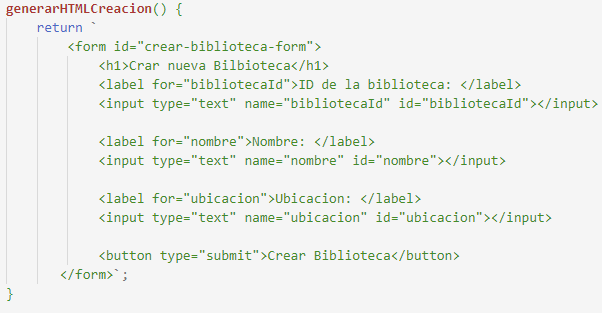 generarHTMLCreacion() {
return `
<form id="crear-biblioteca-form">
<h1>Crar nueva Bilbioteca</h1>
<label for="bibliotecaId">ID de la biblioteca: </label>
<input type="text" name="bibliotecaId" id="bibliotecaId"></input>
<label for="nombre">Nombre: </label>
<input type="text" name="nombre" id="nombre"></input>
<label for="ubicacion">Ubicacion: </label>
<input type="text" name="ubicacion" id="ubicacion"></input>
<button type="submit">Crear Biblioteca</button>
</form>`;
}